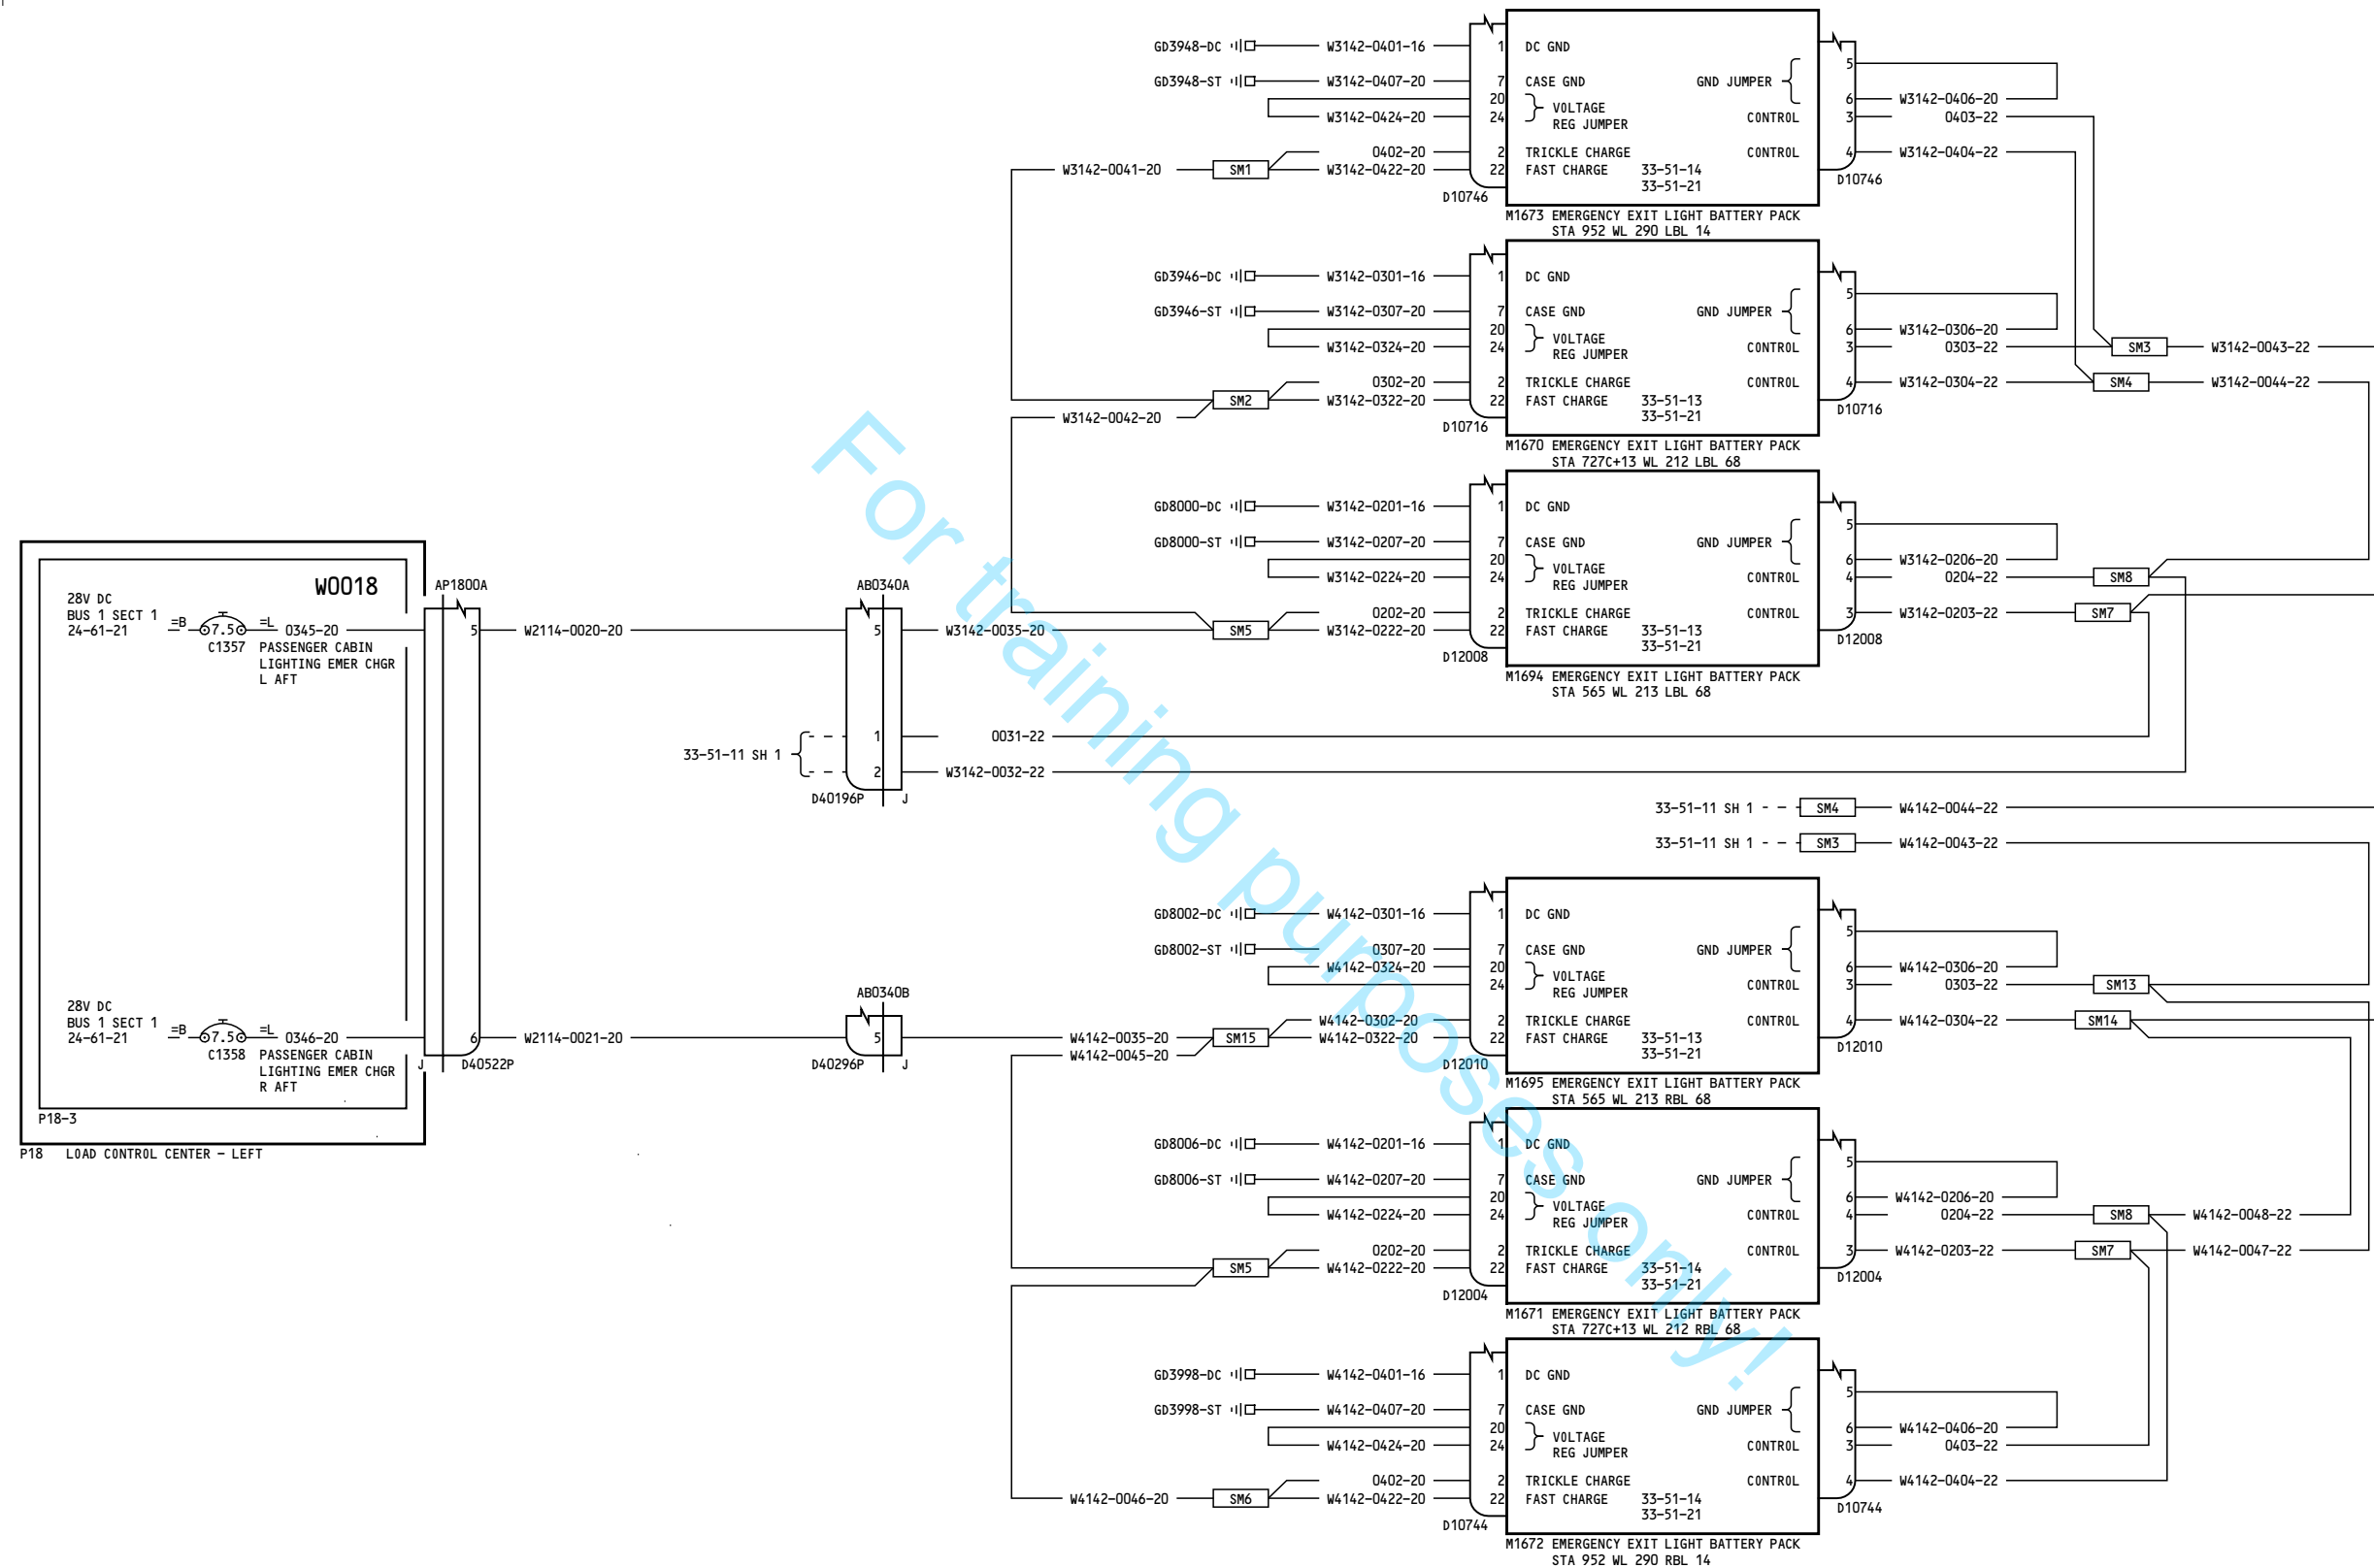 GD3948-DC
W3142-0401-16
1
DC GND
5
GD3948-ST
W3142-0407-20
7
CASE GND
GND JUMPER
20
VOLTAGE
6
W3142-0406-20
W3142-0424-20
24
REG JUMPER
CONTROL
3
0403-22
0402-20
2
TRICKLE CHARGE
CONTROL
4
W3142-0404-22
W3142-0041-20
SM1
W3142-0422-20
22
FAST CHARGE
33-51-14
33-51-21
D10746
D10746
M1673 EMERGENCY EXIT LIGHT BATTERY PACK
STA 952 WL 290 LBL 14
GD3946-DC
W3142-0301-16
1
DC GND
5
GD3946-ST
W3142-0307-20
7
CASE GND
GND JUMPER
20
VOLTAGE
6
W3142-0306-20
W3142-0324-20
24
REG JUMPER
CONTROL
3
0303-22
SM3
W3142-0043-22
0302-20
2
TRICKLE CHARGE
CONTROL
4
W3142-0304-22
SM4
W3142-0044-22
SM2
W3142-0322-20
22
FAST CHARGE
33-51-13
33-51-21
W3142-0042-20
D10716
D10716
M1670 EMERGENCY EXIT LIGHT BATTERY PACK
STA 727C+13 WL 212 LBL 68
GD8000-DC
W3142-0201-16
1
DC GND
5
GD8000-ST
W3142-0207-20
7
CASE GND
GND JUMPER
20
VOLTAGE
6
W3142-0206-20
W3142-0224-20
24
REG JUMPER
CONTROL
4
0204-22
SM8
0202-20
2
TRICKLE CHARGE
CONTROL
3
W3142-0203-22
SM7
W3142-0035-20
SM5
W3142-0222-20
22
FAST CHARGE
33-51-13
33-51-21
D12008
D12008
M1694 EMERGENCY EXIT LIGHT BATTERY PACK
STA 565 WL 213 LBL 68
W0018
AP1800A
AB0340A
28V DC
BUS 1 SECT 1
24-61-21
=B
7.5
=L
0345-20
5
W2114-0020-20
5
C1357
PASSENGER CABIN
LIGHTING EMER CHGR
L AFT
33-51-11 SH 1
1
0031-22
2
W3142-0032-22
D40196P
J
33-51-11 SH 1
SM4
W4142-0044-22
33-51-11 SH 1
SM3
W4142-0043-22
AB0340B
28V DC
BUS 1 SECT 1
24-61-21
=B
7.5
=L
0346-20
6
W2114-0021-20
5
C1358
PASSENGER CABIN
LIGHTING EMER CHGR
R AFT
J
D40522P
D40296P
J
P18-3
P18 LOAD CONTROL CENTER - LEFT
GD8002-DC
W4142-0301-16
1
DC GND
5
GD8002-ST
0307-20
7
CASE GND
GND JUMPER
W4142-0324-20
20
VOLTAGE
6
W4142-0306-20
24
REG JUMPER
CONTROL
3
0303-22
SM13
W4142-0302-20
2
TRICKLE CHARGE
CONTROL
4
W4142-0304-22
SM14
W4142-0035-20
SM15
W4142-0322-20
22
FAST CHARGE
33-51-13
33-51-21
W4142-0045-20
D12010
D12010
M1695 EMERGENCY EXIT LIGHT BATTERY PACK
STA 565 WL 213 RBL 68
GD8006-DC
W4142-0201-16
1
DC GND
5
GD8006-ST
W4142-0207-20
7
CASE GND
GND JUMPER
20
VOLTAGE
6
W4142-0206-20
W4142-0224-20
24
REG JUMPER
CONTROL
4
0204-22
SM8
W4142-0048-22
0202-20
2
TRICKLE CHARGE
CONTROL
3
W4142-0203-22
SM7
W4142-0047-22
SM5
W4142-0222-20
22
FAST CHARGE
33-51-14
33-51-21
D12004
D12004
M1671 EMERGENCY EXIT LIGHT BATTERY PACK
STA 727C+13 WL 212 RBL 68
GD3998-DC
W4142-0401-16
1
DC GND
5
GD3998-ST
W4142-0407-20
7
CASE GND
GND JUMPER
20
VOLTAGE
6
W4142-0406-20
W4142-0424-20
24
REG JUMPER
CONTROL
3
0403-22
0402-20
2
TRICKLE CHARGE
CONTROL
4
W4142-0404-22
W4142-0046-20
SM6
W4142-0422-20
22
FAST CHARGE
33-51-14
33-51-21
D10744
D10744
M1672 EMERGENCY EXIT LIGHT BATTERY PACK
STA 952 WL 290 RBL 14
For training purposes only!